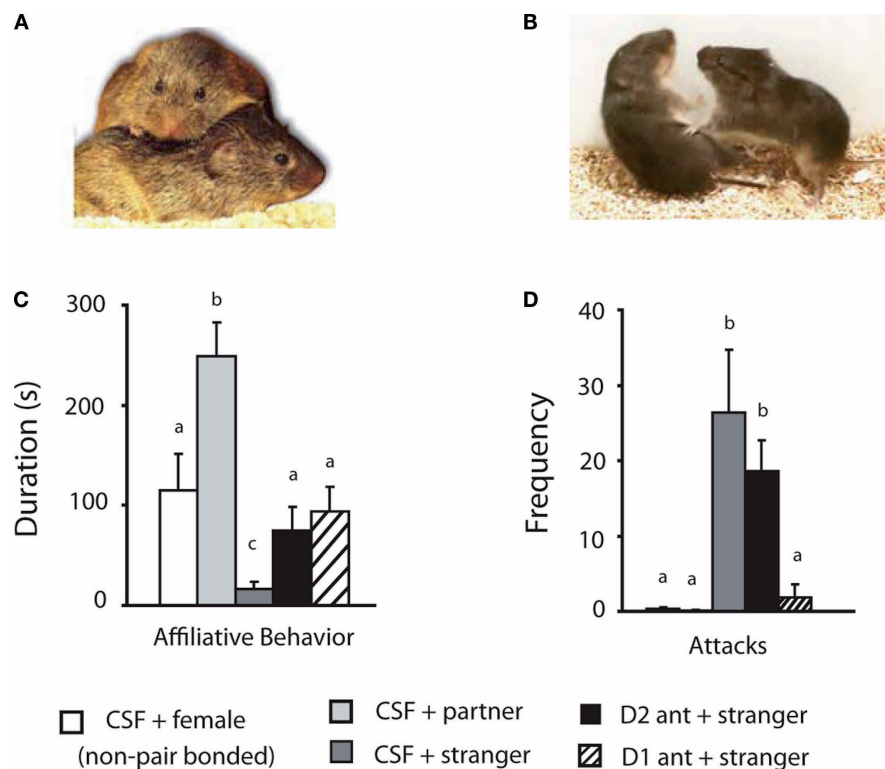 A
B
C
300
200
100
0
Duration (s)
a
b
c
a
a
Affiliative Behavior
D
40
30
20
10
0
Frequency
a
a
b
b
a
Attacks
CSF + female
(non-pair bonded)
CSF + partner
CSF + stranger
D2 ant + stranger
D1 ant + stranger